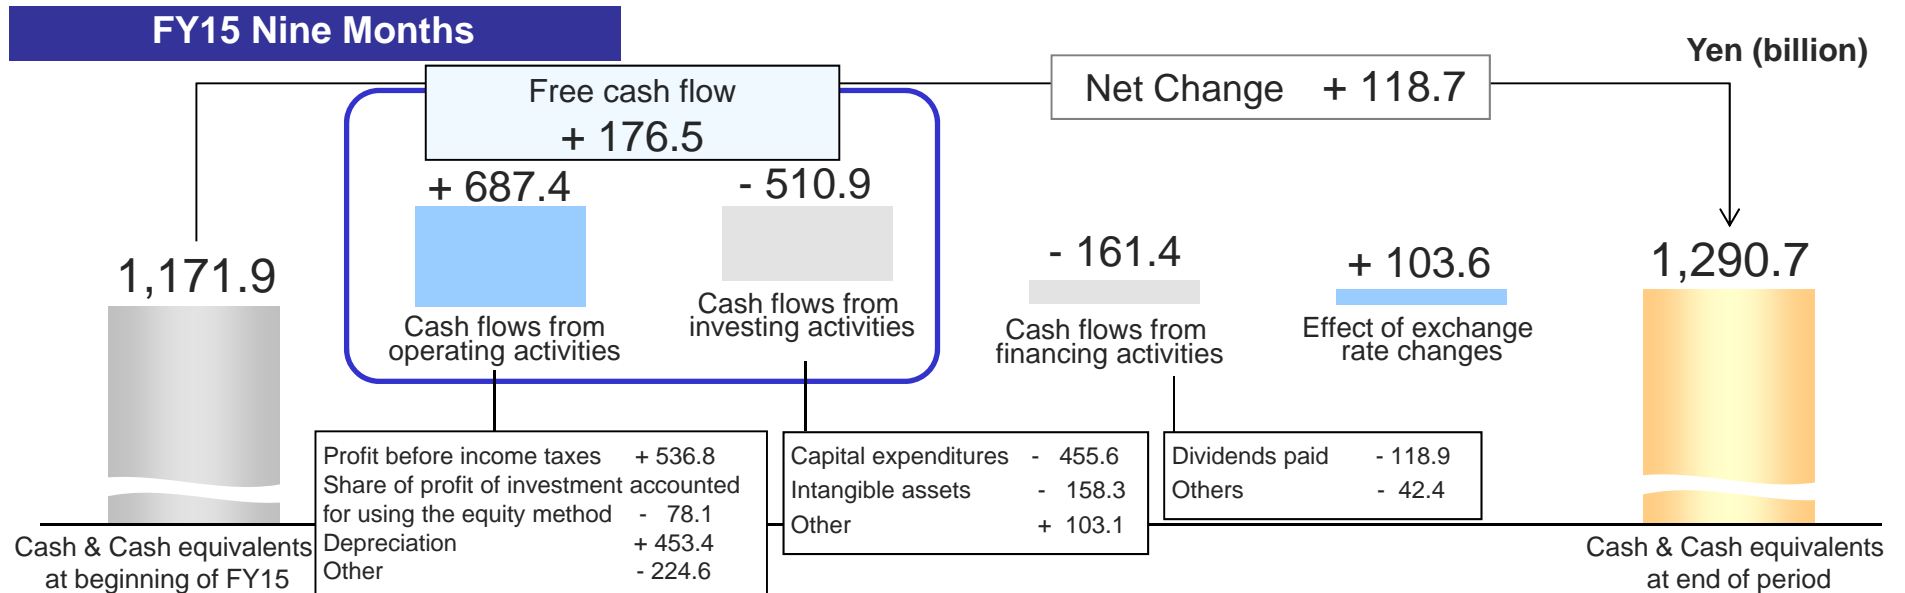 FY15 Nine Months
Yen (billion)
Free cash flow
+ 176.5
Net Change + 118.7
+ 687.4
- 510.9
1,171.9
- 161.4
+ 103.6
1,290.7
Cash flows from
operating activities
Cash flows from
investing activities
Cash flows from
financing activities
Effect of exchange
rate changes
Profit before income taxes + 536.8
Share of profit of investment accounted
for using the equity method - 78.1
Depreciation + 453.4
Other - 224.6
Capital expenditures - 455.6
Intangible assets - 158.3
Other + 103.1
Dividends paid - 118.9
Others - 42.4
Cash & Cash equivalents
at beginning of FY15
Cash & Cash equivalents
at end of period